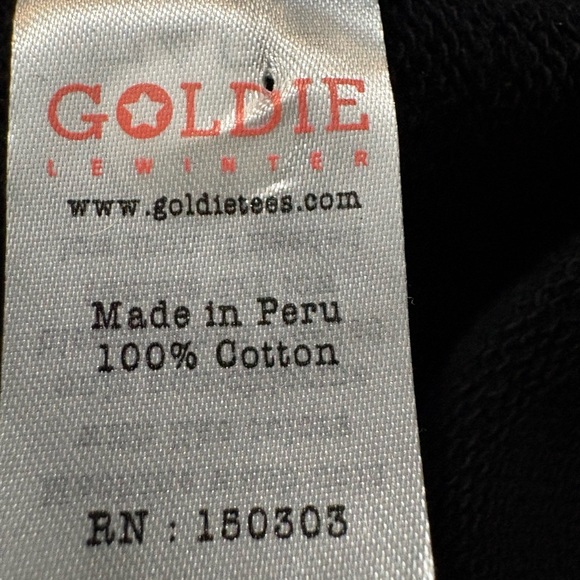 GOLDIE
LEWINTER
www.goldietees.com
Made in Peru
100% Cotton
RN : 150303